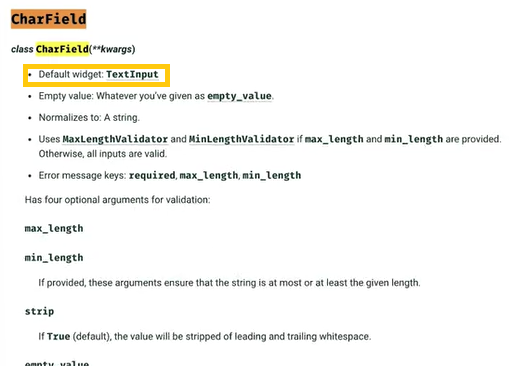 CharField
class CharField(**kwargs)
• Default widget: TextInput
• Empty value: Whatever you've given as empty_value.
• Normalizes to: A string.
• Uses MaxLengthValidator and MinLengthValidator if max_length and min_length are provided.
Otherwise, all inputs are valid.
• Error message keys: required, max_length, min_length
Has four optional arguments for validation:
max_length
min_length
If provided, these arguments ensure that the string is at most or at least the given length.
strip
If True (default), the value will be stripped of leading and trailing whitespace.
empty_value